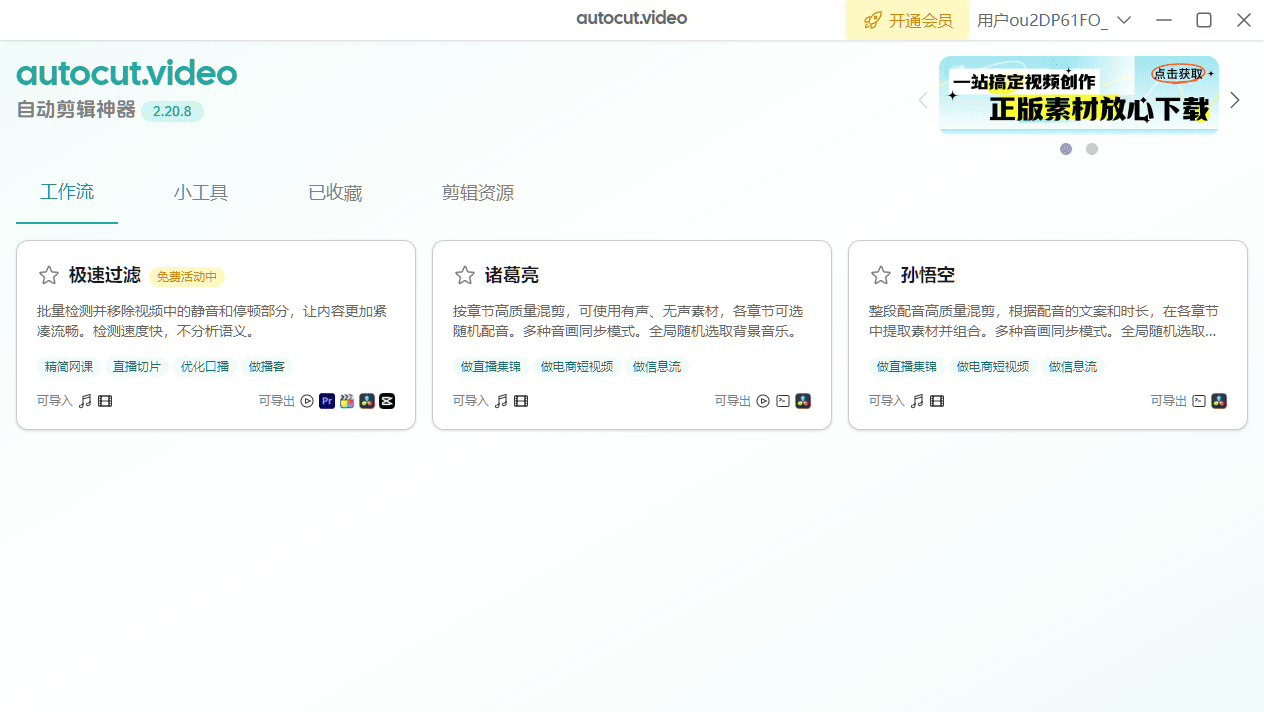 autocut.video
开通会员
用户ou2DP61FO_
autocut.video
自动剪辑神器 2.20.8
一站搞定视频创作
点击获取
正版素材放心下载
工作流
小工具
已收藏
剪辑资源
极速过滤 免费活动中
批量检测并移除视频中的静音和停顿部分，让内容更加紧
凑流畅。检测速度快，不分析语义。
精简网课 直播切片 优化口播 做播客
可导入 可导出 Pr
诸葛亮
按章节高质量混剪，可使用有声、无声素材，各章节可选
随机配音。多种音画同步模式。全局随机选取背景音乐。
做直播集锦 做电商短视频 做信息流
可导入 可导出
孙悟空
整段配音高质量混剪，根据配音的文案和时长，在各章节
中提取素材并组合。多种音画同步模式。全局随机选取...
做直播集锦 做电商短视频 做信息流
可导入 可导出